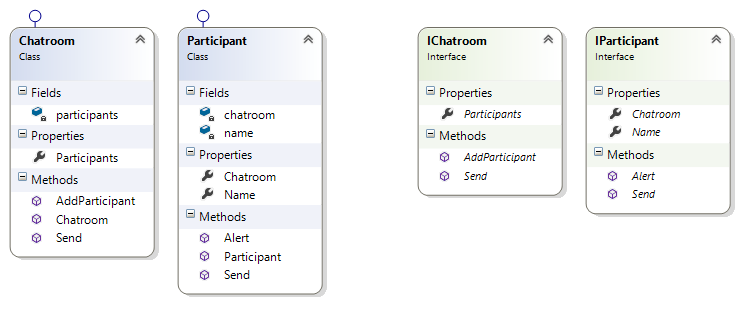 Chatroom
Class
Fields
participants
Properties
Participants
Methods
AddParticipant
Chatroom
Send
Participant
Class
Fields
chatroom
name
Properties
Chatroom
Name
Methods
Alert
Participant
Send
IChatroom
Interface
Properties
Participants
Methods
AddParticipant
Send
IParticipant
Interface
Properties
Chatroom
Name
Methods
Alert
Send